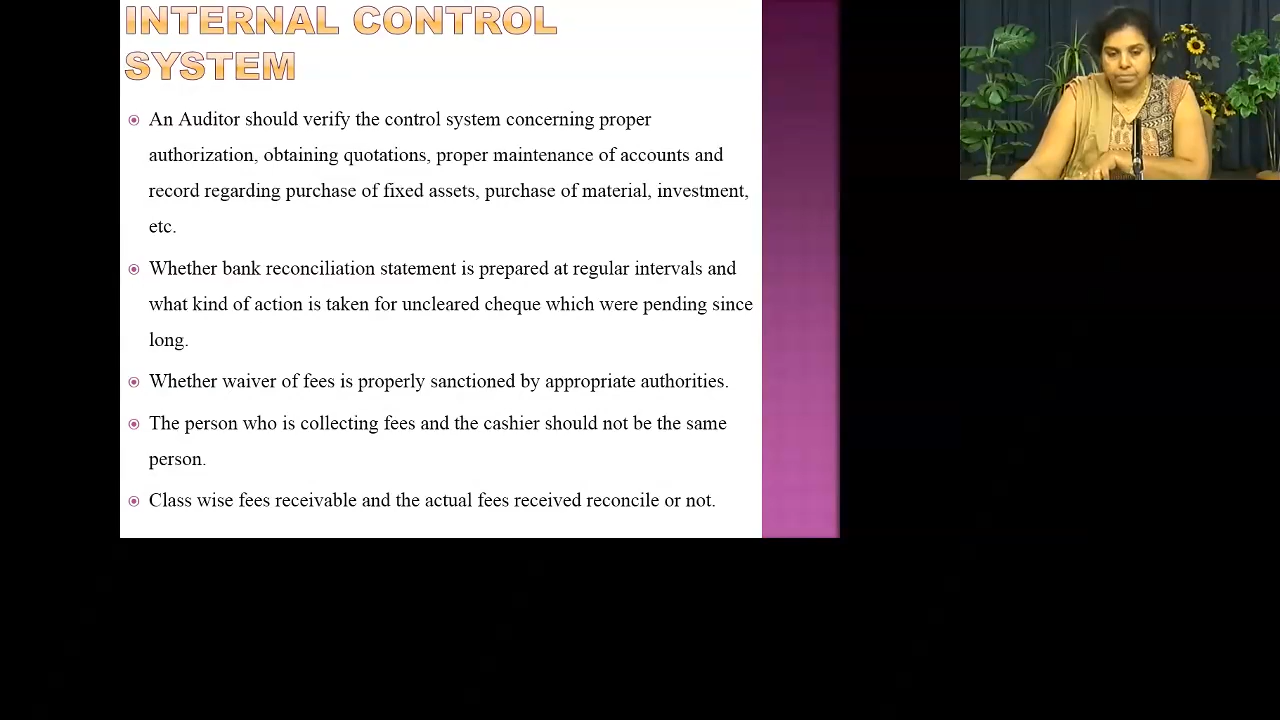 INTERNAL CONTROL
SYSTEM
An Auditor should verify the control system concerning proper
authorization, obtaining quotations, proper maintenance of accounts and
record regarding purchase of fixed assets, purchase of material, investment,
etc.
Whether bank reconciliation statement is prepared at regular intervals and
what kind of action is taken for uncleared cheque which were pending since
long.
Whether waiver of fees is properly sanctioned by appropriate authorities.
The person who is collecting fees and the cashier should not be the same
person.
Class wise fees receivable and the actual fees received reconcile or not.